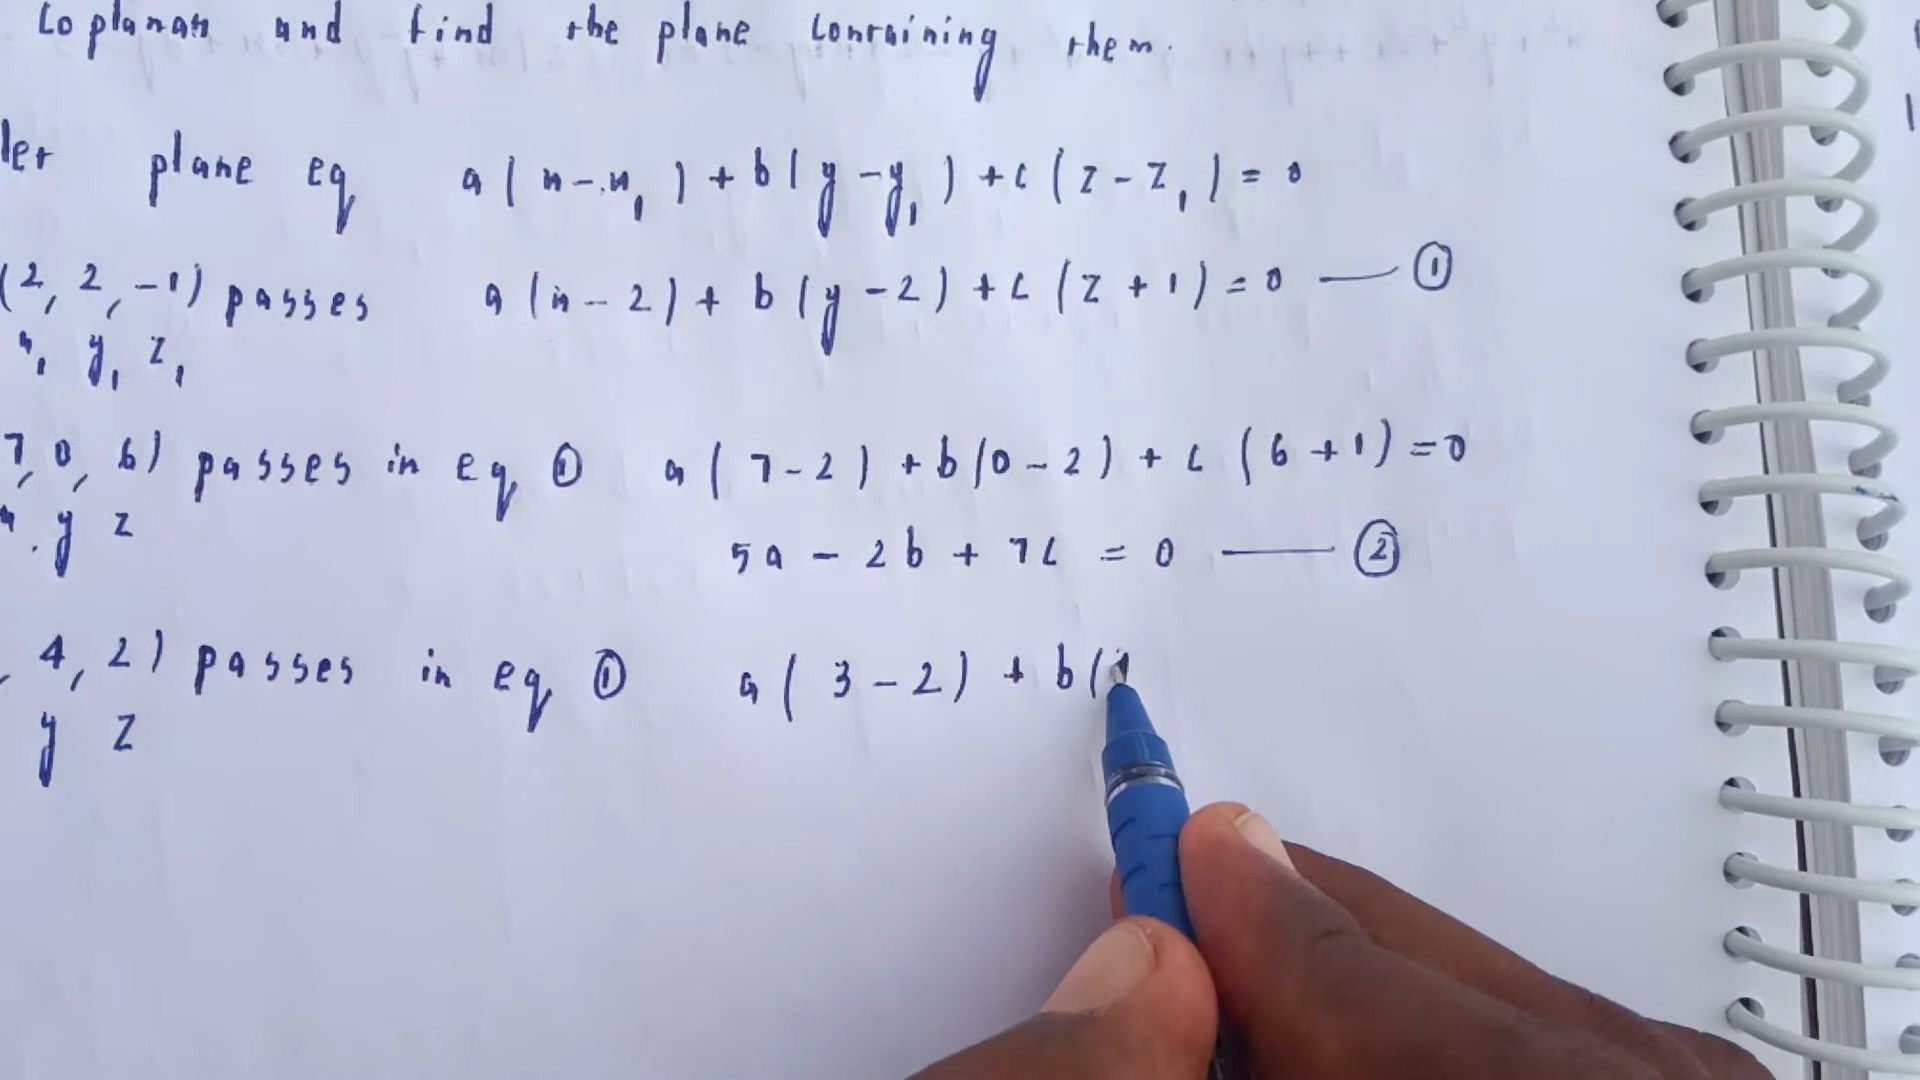 coplanar and find the plane containing them.
let plane eq a(x-x₁)+b(y-y₁)+c(z-z₁)=0
(2, 2, -1) passes a(x-2)+b(y-2)+c(z+1)=0 — ①
x₁ y₁ z₁
7, 0, 6) passes in eq ① a(7-2)+b(0-2)+c(6+1)=0
x y z
5a - 2b + 7c = 0 — ②
, 4, 2) passes in eq ① a(3-2) + b(
y z